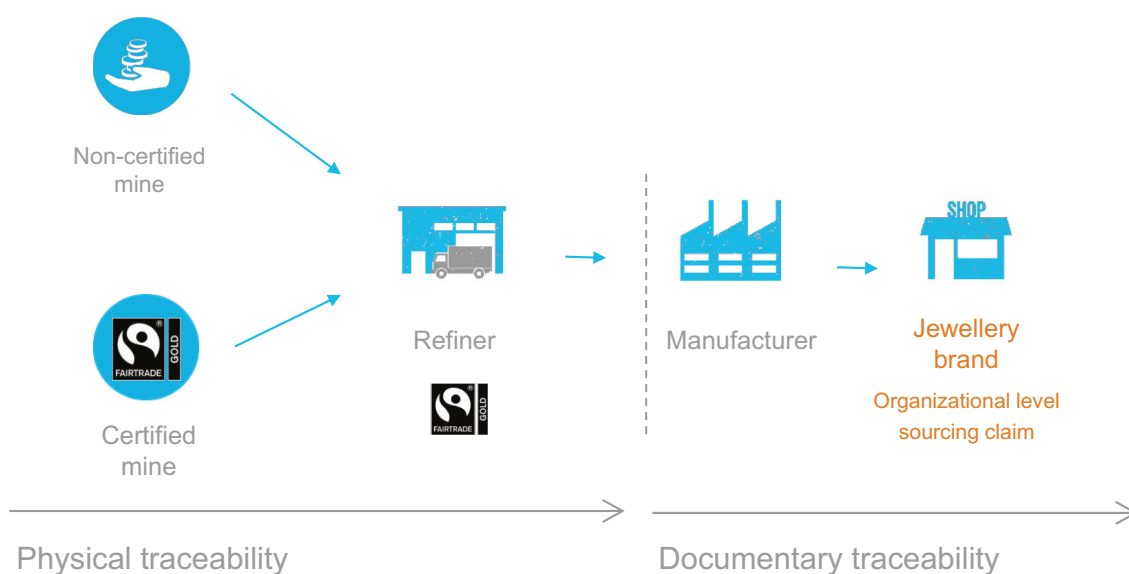 Non-certified
mine
FAIRTRADE
GOLD
®
Certified
mine
Refiner
FAIRTRADE
GOLD
®
Manufacturer
SHOP
Jewellery
brand
Organizational level
sourcing claim
Physical traceability
Documentary traceability